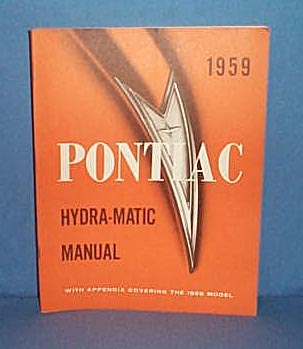 1959
PONTIAC
HYDRA-MATIC
MANUAL
WITH APPENDIX COVERING THE 1958 MODEL